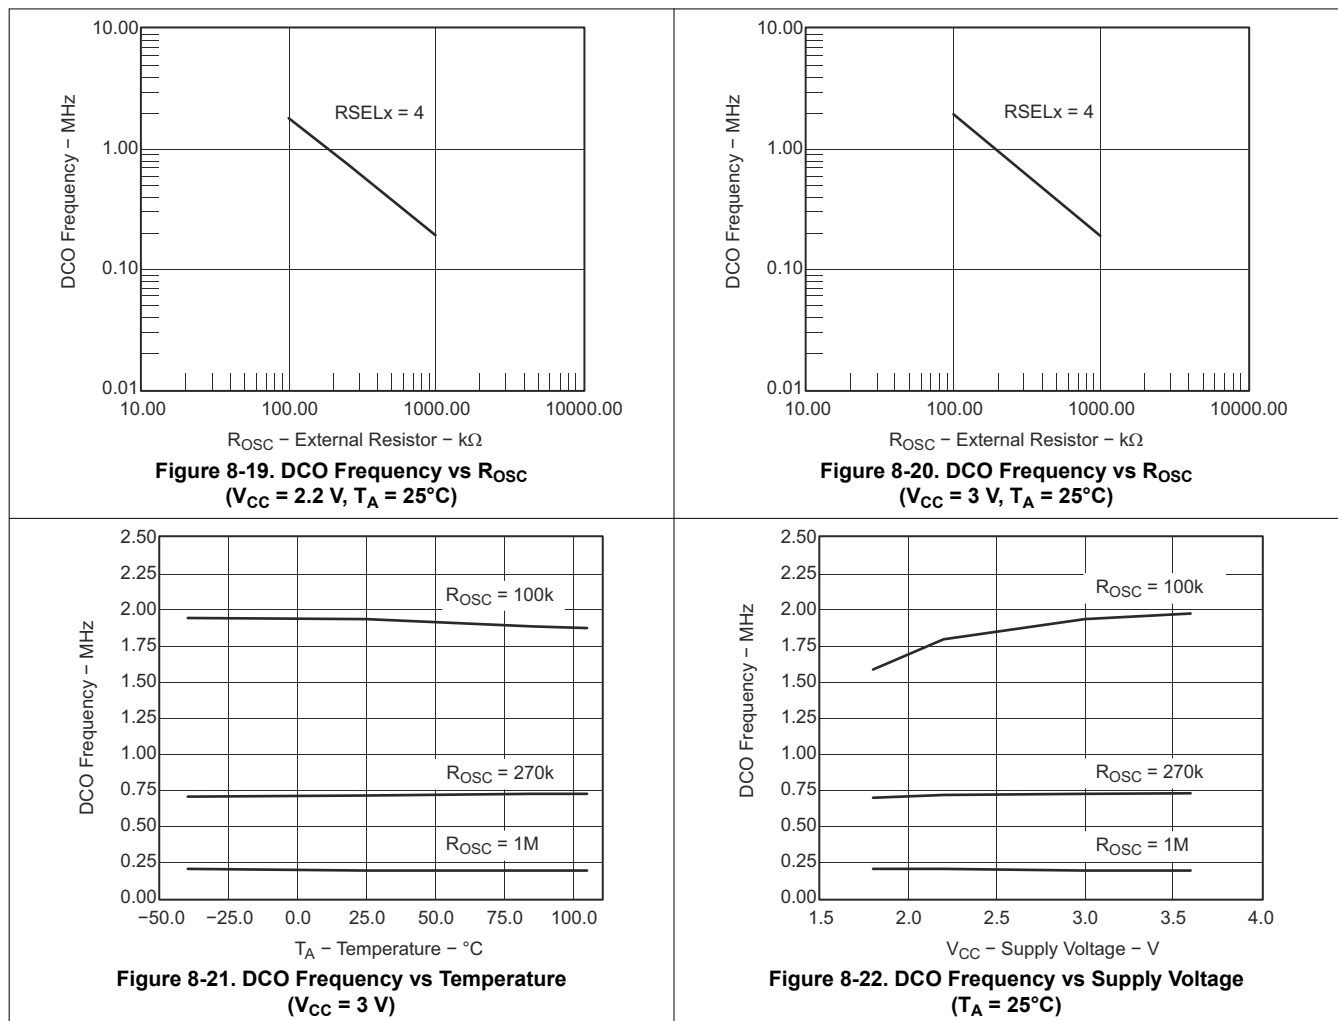 10.00
1.00
0.10
0.01
DCO Frequency − MHz
RSELx = 4
10.00 100.00 1000.00 10000.00
ROSC − External Resistor − kΩ
Figure 8-19. DCO Frequency vs ROSC
(VCC = 2.2 V, TA = 25°C)
10.00
1.00
0.10
0.01
DCO Frequency − MHz
RSELx = 4
10.00 100.00 1000.00 10000.00
ROSC − External Resistor − kΩ
Figure 8-20. DCO Frequency vs ROSC
(VCC = 3 V, TA = 25°C)
2.50
2.25
2.00
1.75
1.50
1.25
1.00
0.75
0.50
0.25
0.00
DCO Frequency − MHz
ROSC = 100k
ROSC = 270k
ROSC = 1M
−50.0 −25.0 0.0 25.0 50.0 75.0 100.0
TA − Temperature − °C
Figure 8-21. DCO Frequency vs Temperature
(VCC = 3 V)
2.50
2.25
2.00
1.75
1.50
1.25
1.00
0.75
0.50
0.25
0.00
DCO Frequency − MHz
ROSC = 100k
ROSC = 270k
ROSC = 1M
1.5 2.0 2.5 3.0 3.5 4.0
VCC − Supply Voltage − V
Figure 8-22. DCO Frequency vs Supply Voltage
(TA = 25°C)